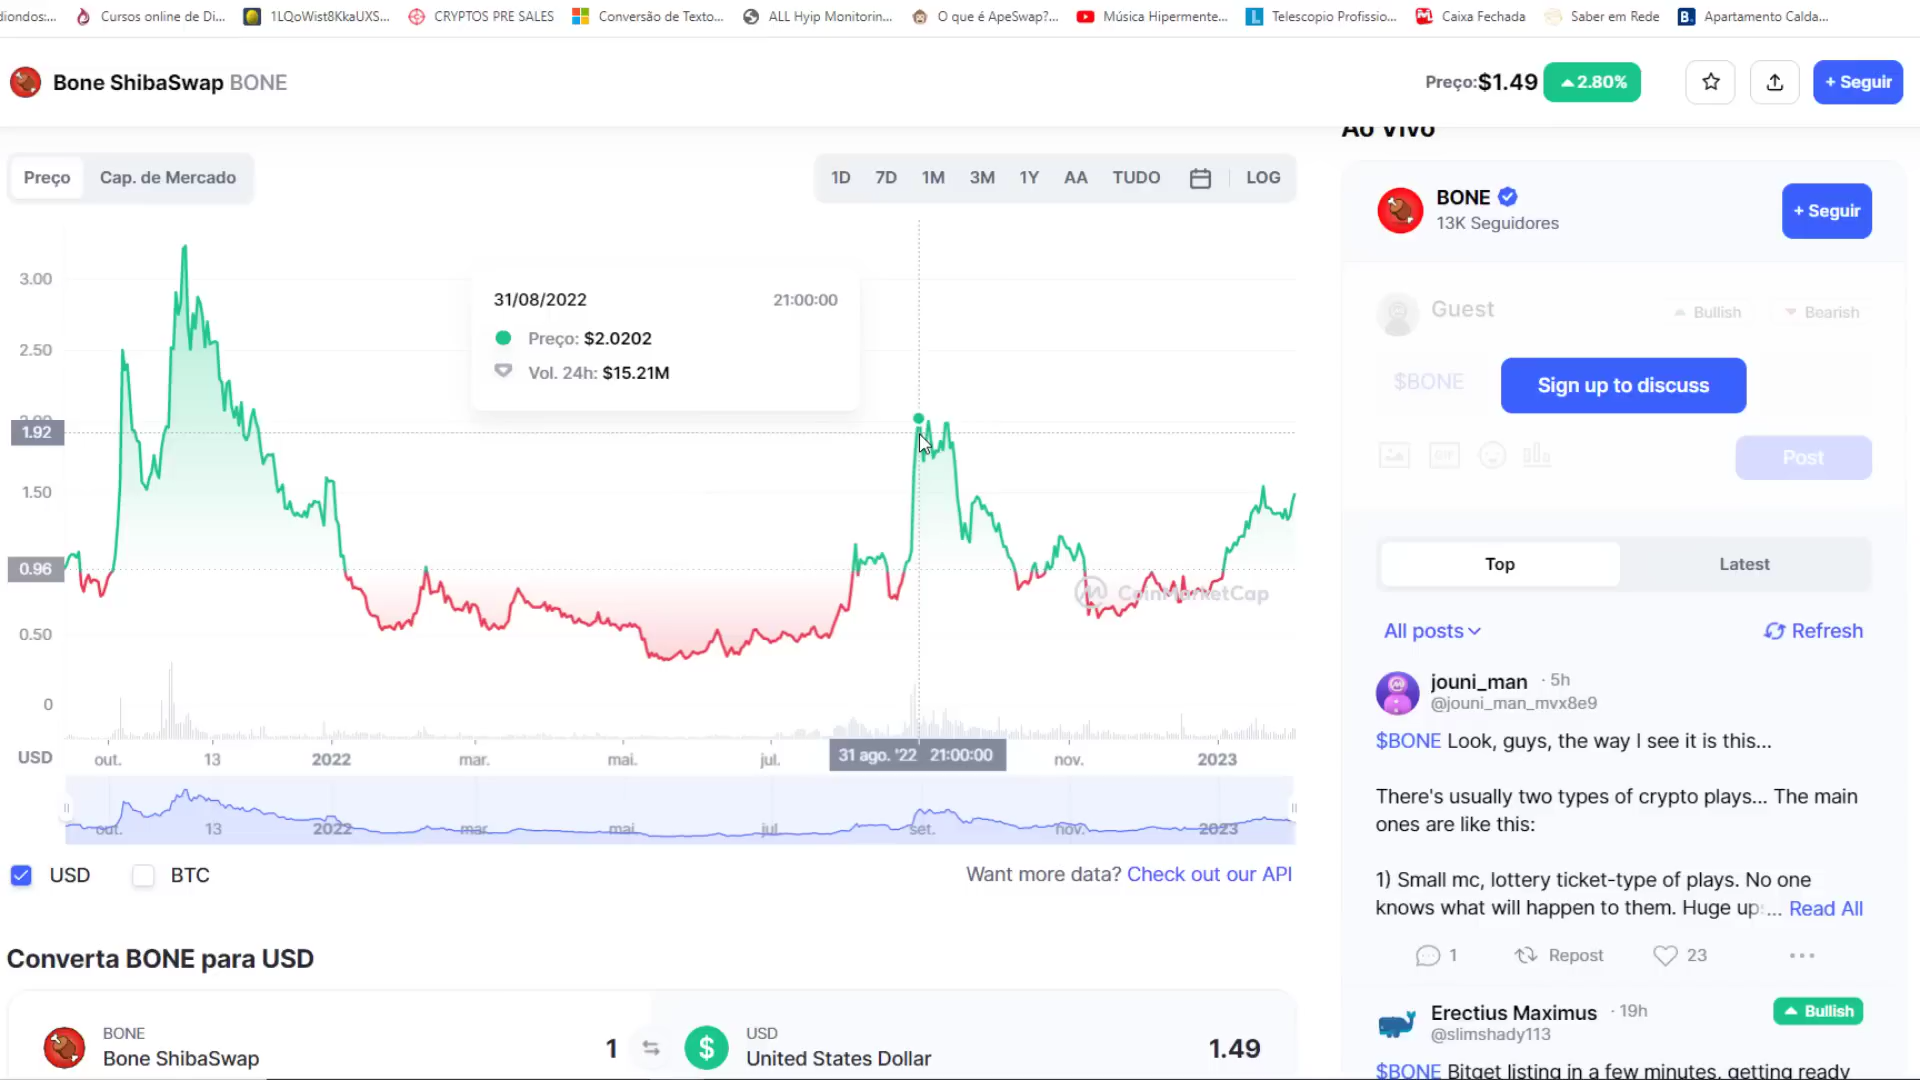 diondos:...
Cursos online de Di...
1LQoWist8KkaUXS...
CRYPTOS PRE SALES
Conversão de Texto...
ALL Hyip Monitorin...
O que é ApeSwap?...
Música Hipermente...
Telescopio Profissio...
Caixa Fechada
Saber em Rede
Apartamento Calda...
Bone ShibaSwap BONE
Preço:$1.49
2.80%
+ Seguir
Ao Vivo
Preço
Cap. de Mercado
1D 7D 1M 3M 1Y AA TUDO LOG
BONE
13K Seguidores
+ Seguir
3.00
2.50
2.00
1.92
1.50
0.96
0.50
0
31/08/2022 21:00:00
Preço: $2.0202
Vol. 24h: $15.21M
CoinMarketCap
USD
out. 13 2022 mar. mai. jul. 31 ago. '22 21:00:00 nov. 2023
out. 13 2022 mar. mai. jul. set. nov. 2023
USD
BTC
Want more data? Check out our API
Converta BONE para USD
BONE
Bone ShibaSwap
1
$
USD
United States Dollar
1.49
Guest
Bullish
Bearish
$BONE
Sign up to discuss
GIF
Post
Top
Latest
All posts
Refresh
jouni_man · 5h
@jouni_man_mvx8e9
$BONE Look, guys, the way I see it is this...
There's usually two types of crypto plays... The main
ones are like this:
1) Small mc, lottery ticket-type of plays. No one
knows what will happen to them. Huge up ... Read All
1
Repost
23
Erectius Maximus · 19h
Bullish
@slimshady113
$BONE Bitget listing in a few minutes, getting ready